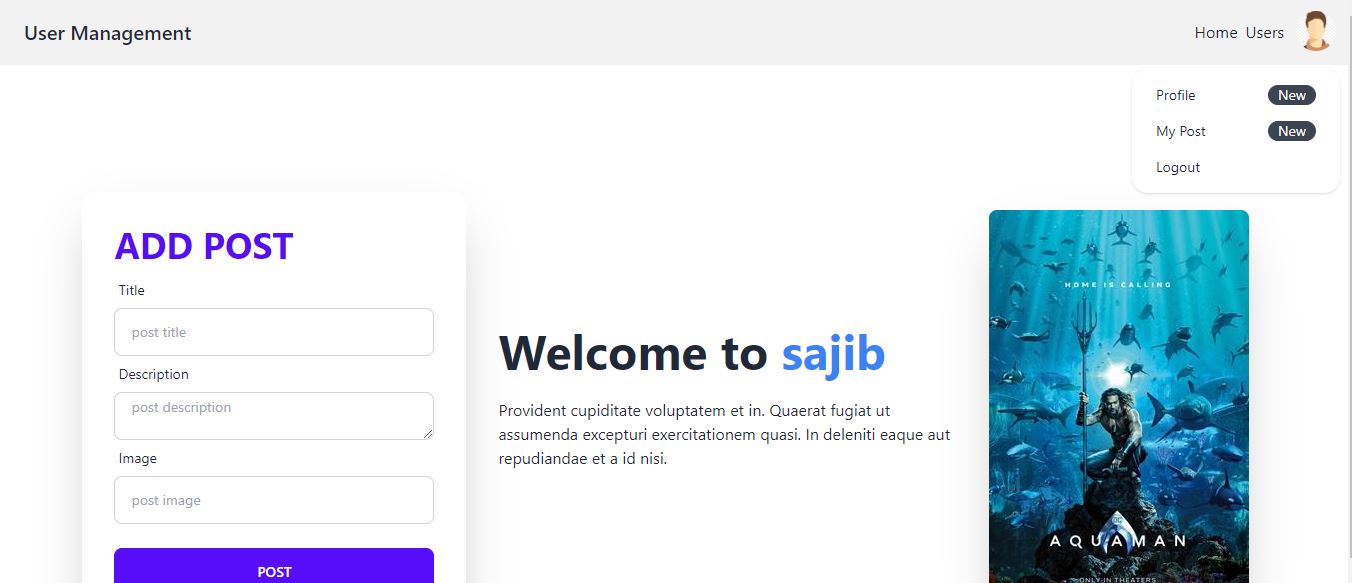 User Management
Home Users
Profile New
My Post New
Logout
ADD POST
Title
post title
Description
post description
Image
post image
POST
Welcome to sajib
Provident cupiditate voluptatem et in. Quaerat fugiat ut
assumenda excepturi exercitationem quasi. In deleniti eaque aut
repudiandae et a id nisi.
HOME IS CALLING
DC
AQUAMAN
ONLY IN THEATERS